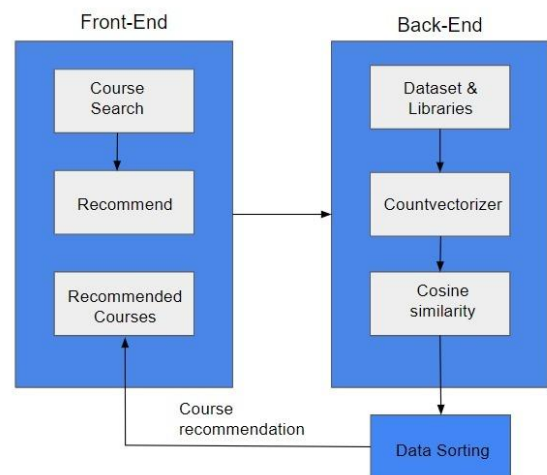 Front-End
Course
Search
Recommend
Recommended
Courses
Back-End
Dataset &
Libraries
Countvectorizer
Cosine
similarity
Data Sorting
Course
recommendation